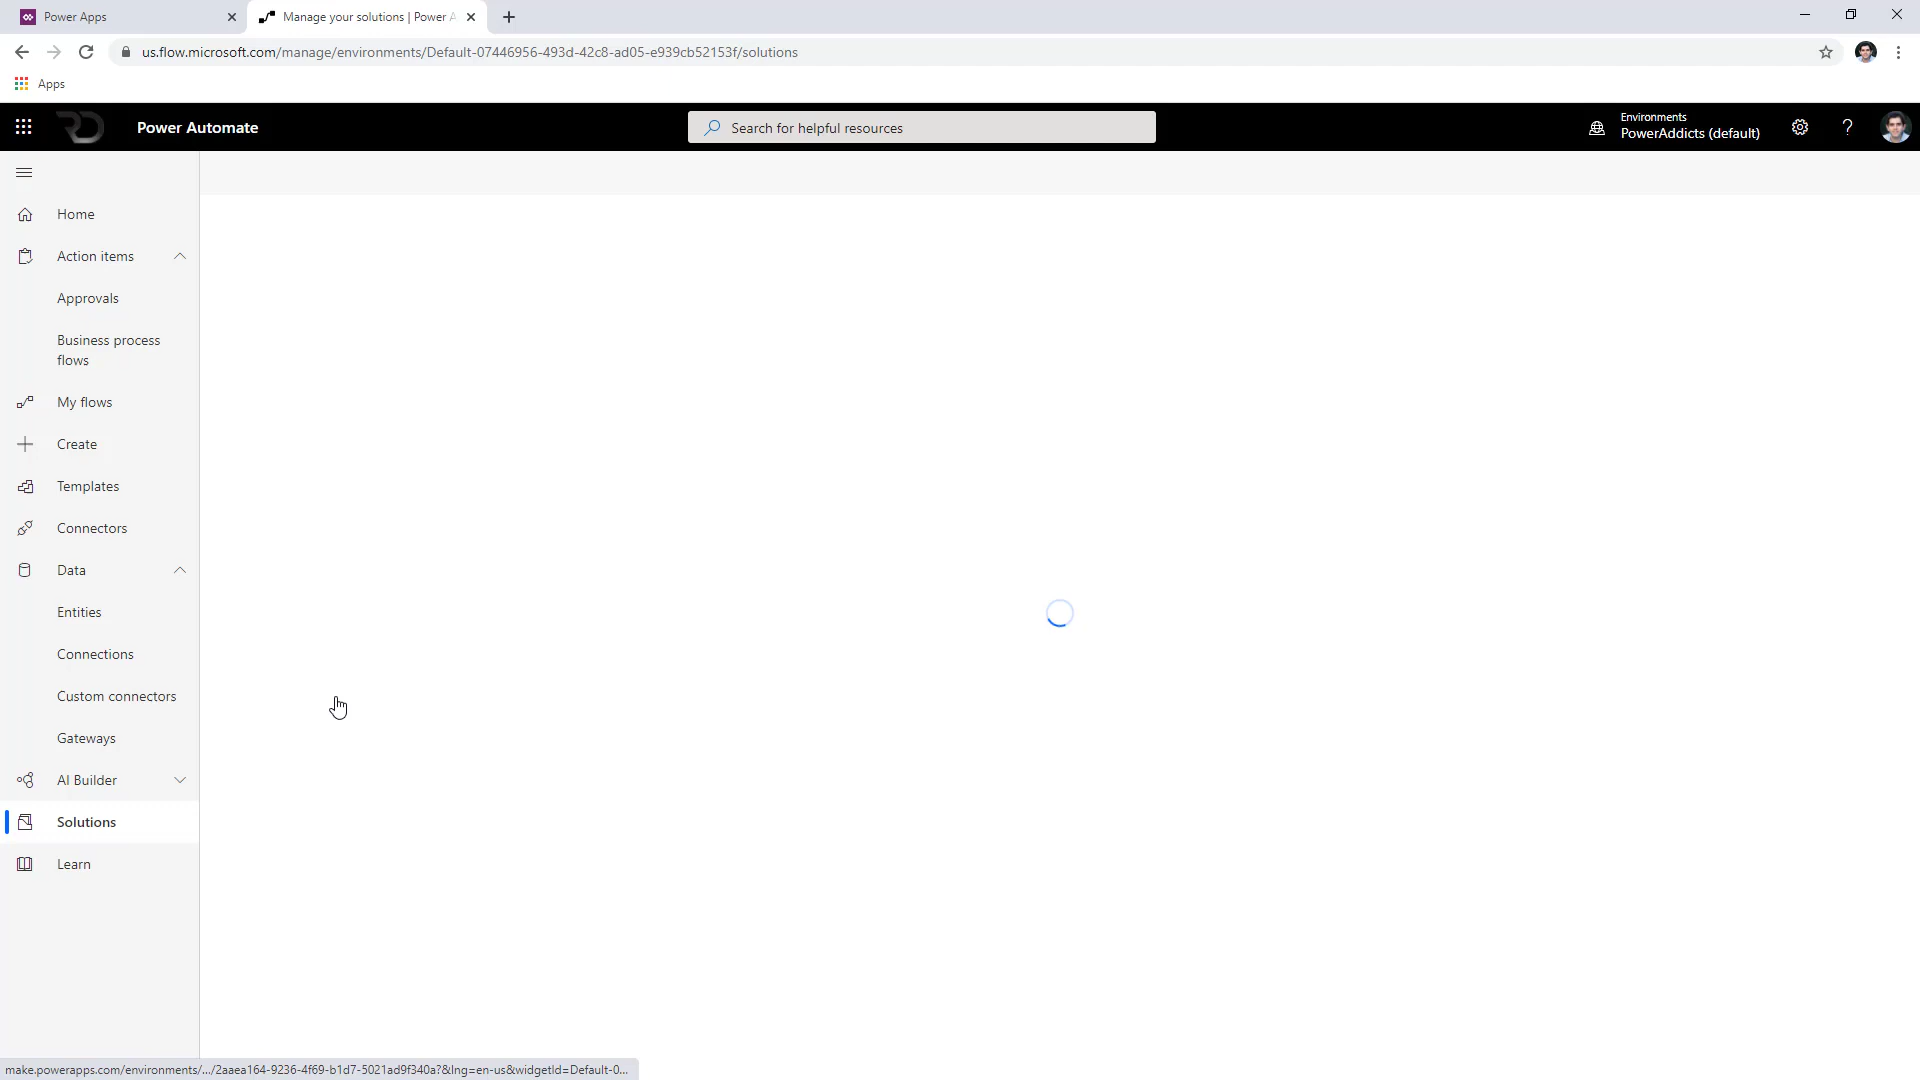 Power Apps
Manage your solutions | Power A
us.flow.microsoft.com/manage/environments/Default-07446956-493d-42c8-ad05-e939cb52153f/solutions
Apps
Power Automate
Search for helpful resources
Environments
PowerAddicts (default)
Home
Action items
Approvals
Business process
flows
My flows
Create
Templates
Connectors
Data
Entities
Connections
Custom connectors
Gateways
AI Builder
Solutions
Learn
make.powerapps.com/environments/.../2aaea164-9236-4f69-b1d7-5021ad9f340a?&lng=en-us&widgetId=Default-0...